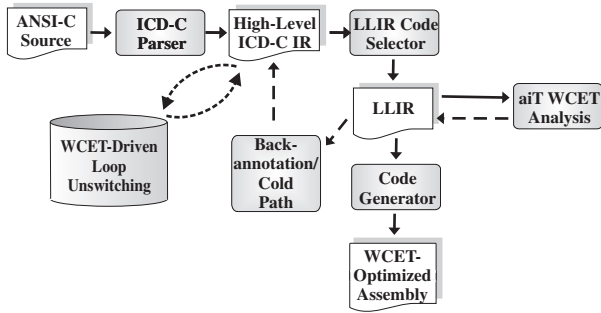 ANSI-C
Source
ICD-C
Parser
High-Level
ICD-C IR
LLIR Code
Selector
LLIR
aiT WCET
Analysis
WCET-Driven
Loop
Unswitching
Back-
annotation/
Cold
Path
Code
Generator
WCET-
Optimized
Assembly